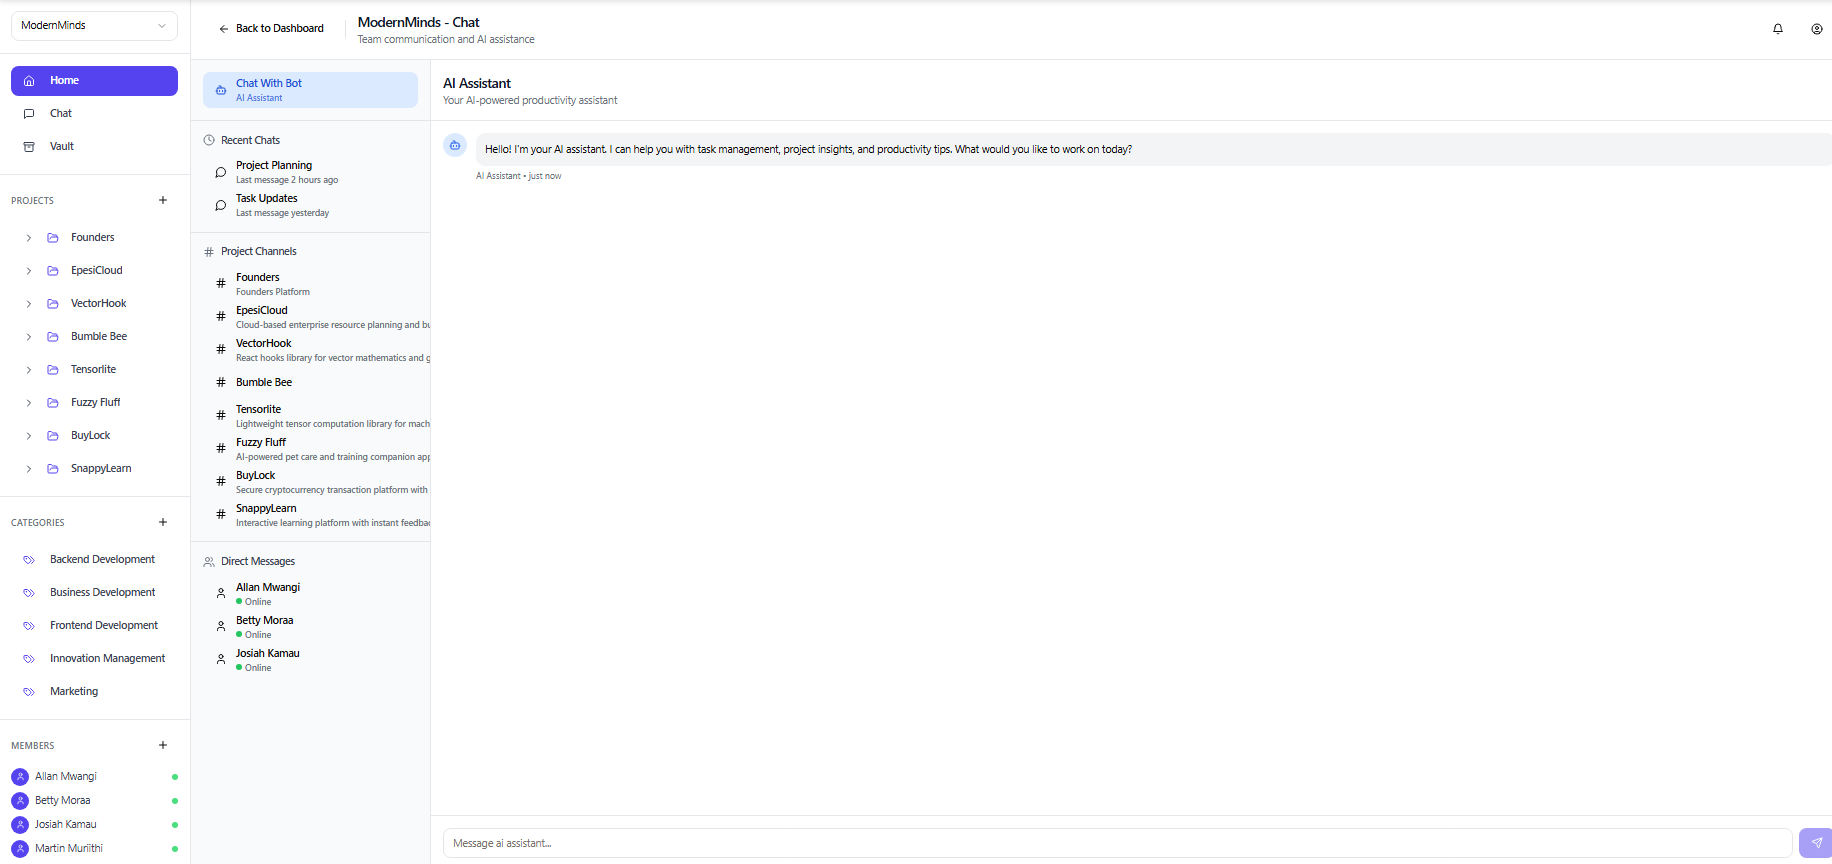 ModernMinds
Home
Chat
Vault
PROJECTS
Founders
EpesiCloud
VectorHook
Bumble Bee
Tensorlite
Fuzzy Fluff
BuyLock
SnappyLearn
CATEGORIES
Backend Development
Business Development
Frontend Development
Innovation Management
Marketing
MEMBERS
Allan Mwangi
Betty Moraa
Josiah Kamau
Martin Muriithi
Back to Dashboard
ModernMinds - Chat
Team communication and AI assistance
Chat With Bot
AI Assistant
Recent Chats
Project Planning
Last message 2 hours ago
Task Updates
Last message yesterday
Project Channels
Founders
Founders Platform
EpesiCloud
Cloud-based enterprise resource planning and bu
VectorHook
React hooks library for vector mathematics and g
Bumble Bee
Tensorlite
Lightweight tensor computation library for mach
Fuzzy Fluff
AI-powered pet care and training companion app
BuyLock
Secure cryptocurrency transaction platform with
SnappyLearn
Interactive learning platform with instant feedba
Direct Messages
Allan Mwangi
Online
Betty Moraa
Online
Josiah Kamau
Online
AI Assistant
Your AI-powered productivity assistant
Hello! I'm your AI assistant. I can help you with task management, project insights, and productivity tips. What would you like to work on today?
AI Assistant • just now
Message ai assistant...